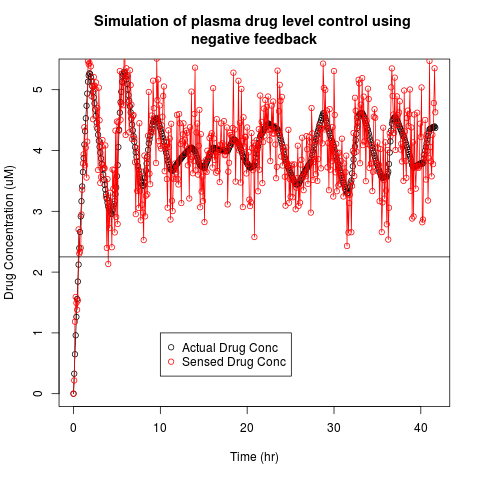 Simulation of plasma drug level control using
negative feedback
Drug Concentration (uM)
5
4
3
2
1
0
Actual Drug Conc
Sensed Drug Conc
0 10 20 30 40
Time (hr)